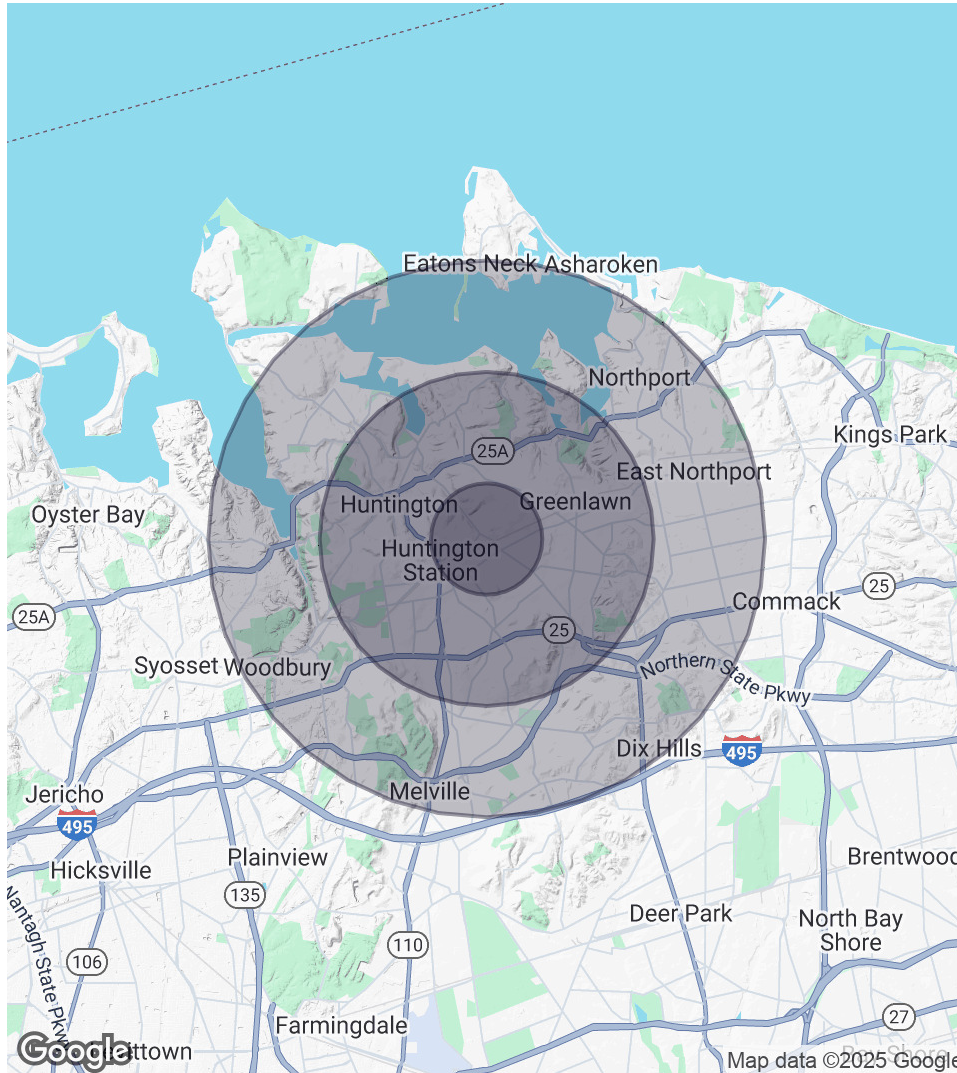 Eatons Neck Asharoken
Northport
25A
Kings Park
East Northport
Huntington
Greenlawn
Oyster Bay
Huntington
Station
25
Commack
25A
25
Syosset Woodbury
Northern State Pkwy
Dix Hills
495
Melville
Jericho
495
Plainview
Brentwood
Hicksville
135
Deer Park
North Bay
Shore
110
Nantagh State Pkwy
106
Farmingdale
27
Google
ittown
Map data ©2025 Google